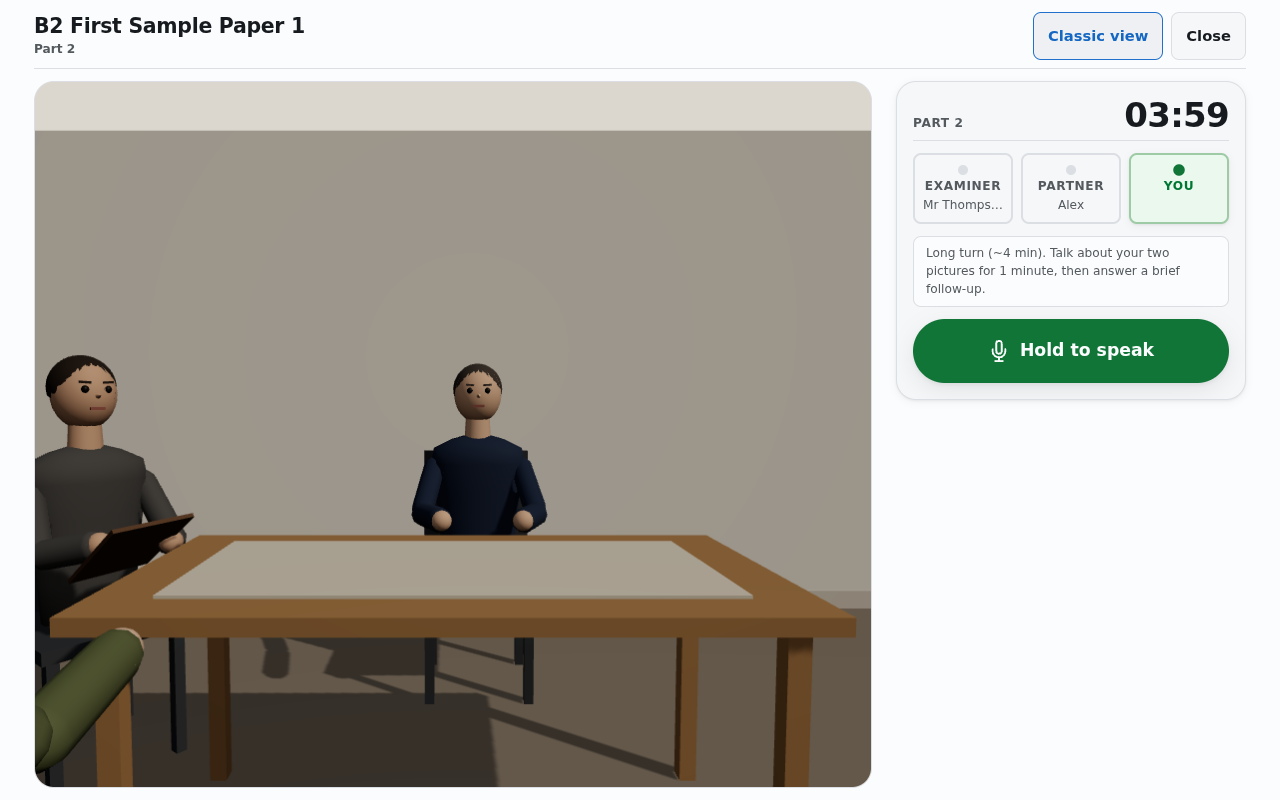 B2 First Sample Paper 1
Part 2
Classic view
Close
PART 2
03:59
EXAMINER
Mr Thomps…
PARTNER
Alex
YOU
Long turn (~4 min). Talk about your two
pictures for 1 minute, then answer a brief
follow-up.
Hold to speak